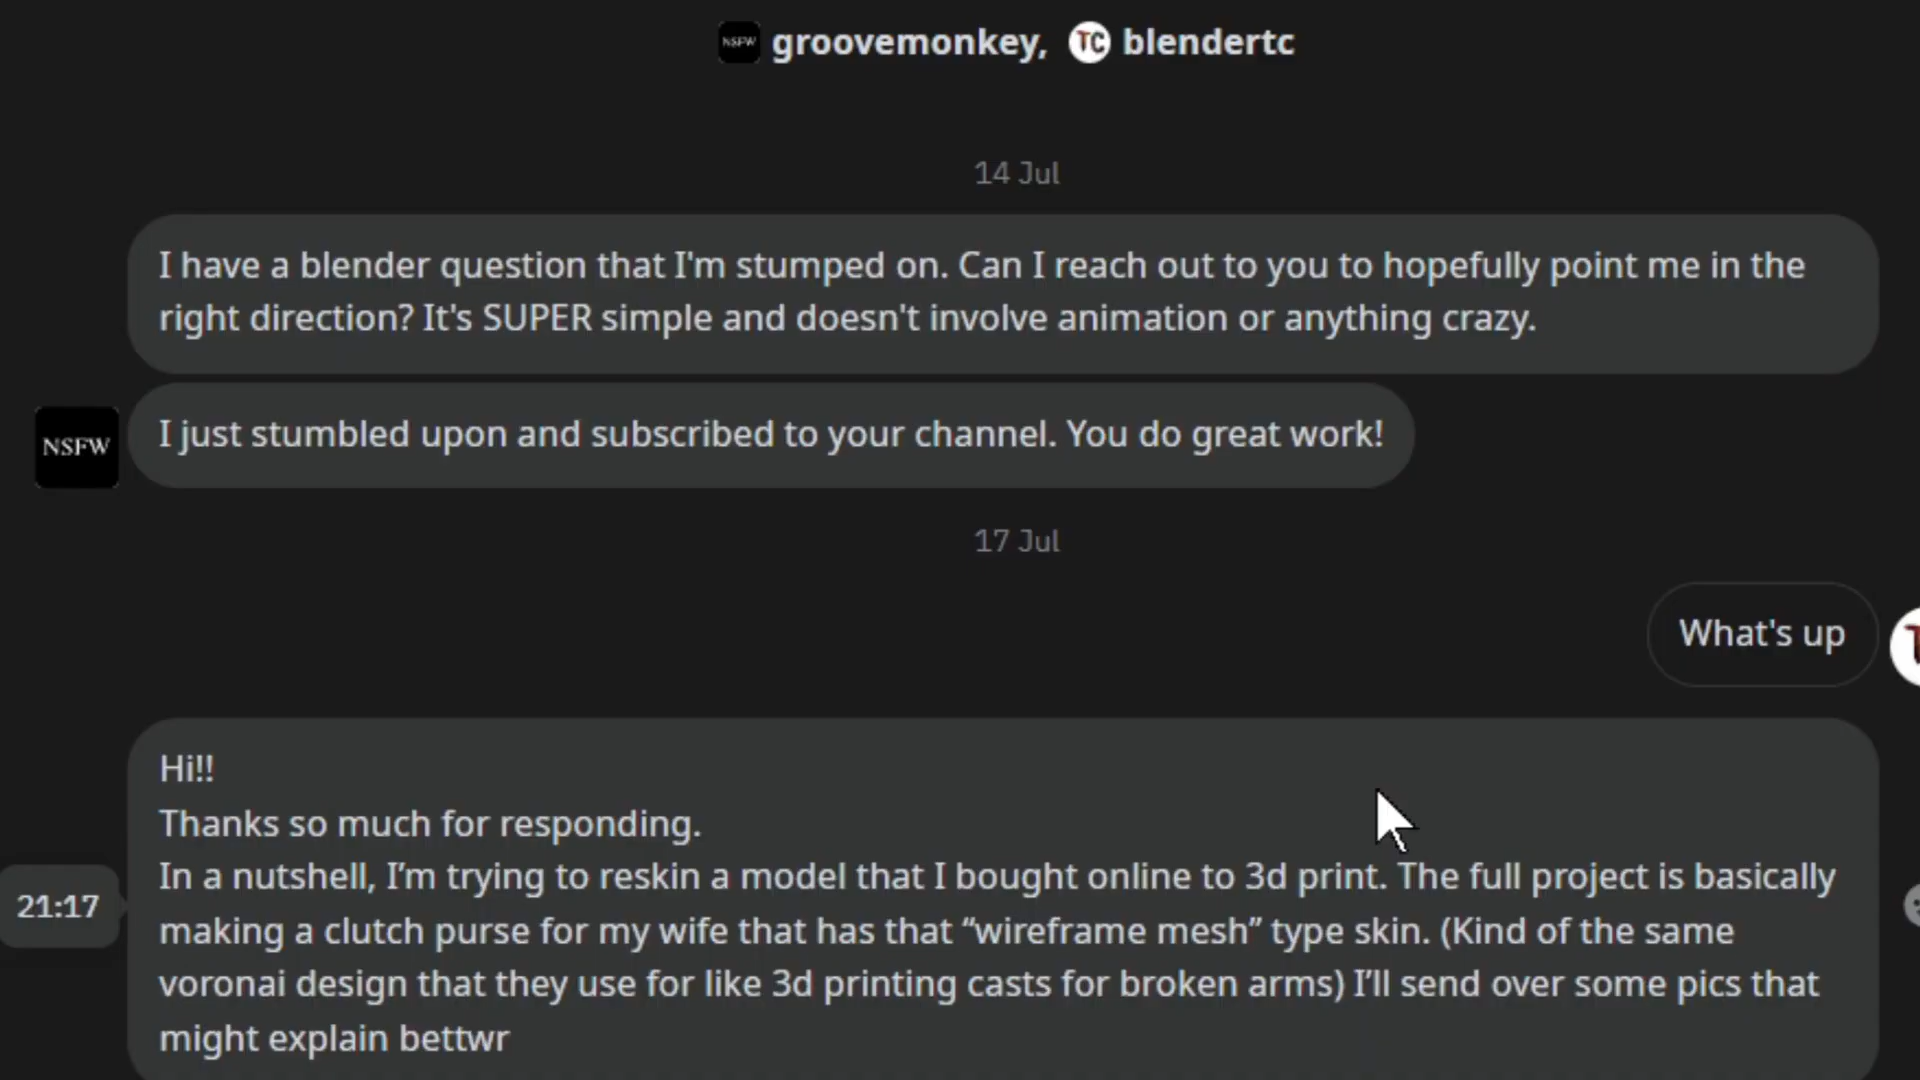 NSFW groovemonkey, TC blendertc
14 Jul
I have a blender question that I'm stumped on. Can I reach out to you to hopefully point me in the
right direction? It's SUPER simple and doesn't involve animation or anything crazy.
NSFW
I just stumbled upon and subscribed to your channel. You do great work!
17 Jul
What's up
T
Hi!!
Thanks so much for responding.
In a nutshell, I’m trying to reskin a model that I bought online to 3d print. The full project is basically
21:17
making a clutch purse for my wife that has that “wireframe mesh” type skin. (Kind of the same
voronai design that they use for like 3d printing casts for broken arms) I’ll send over some pics that
might explain bettwr